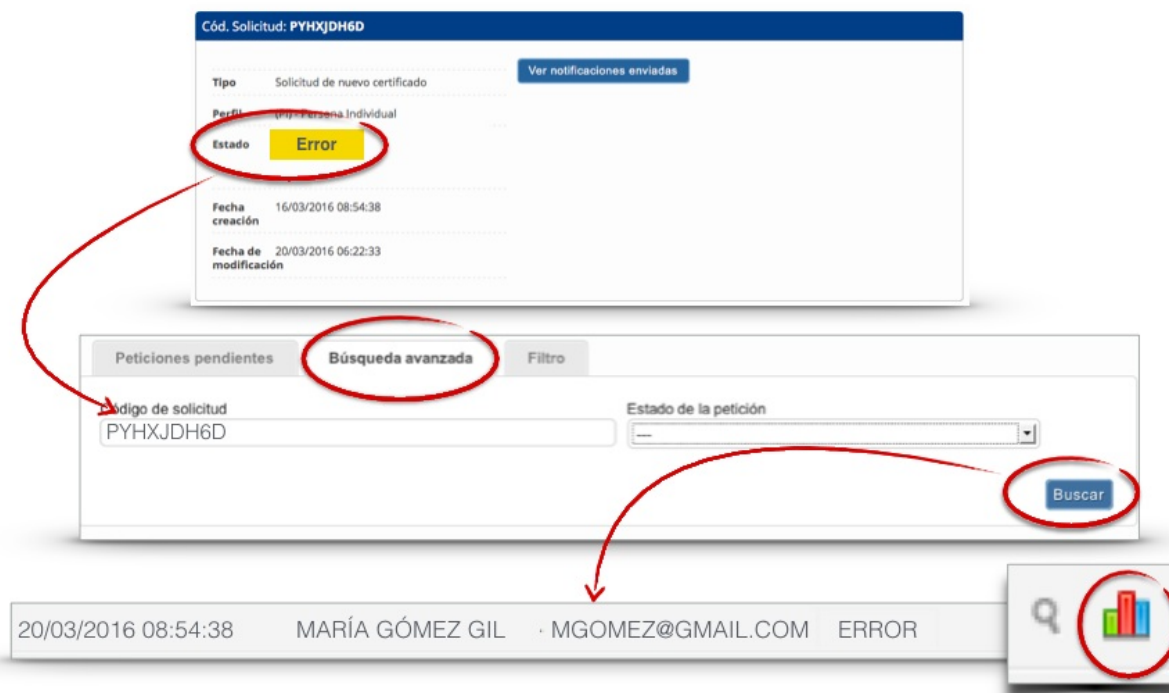 Cód. Solicitud: PYHXJDH6D
Ver notificaciones enviadas
Tipo Solicitud de nuevo certificado
Perfil (PI) - Persona Individual
Estado Error
Fecha creación 16/03/2016 08:54:38
Fecha de modificación 20/03/2016 06:22:33
Peticiones pendientes Búsqueda avanzada Filtro
Código de solicitud Estado de la petición
PYHXJDH6D ---
Buscar
20/03/2016 08:54:38 MARÍA GÓMEZ GIL · MGOMEZ@GMAIL.COM ERROR